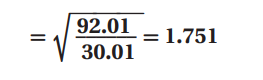 = √(92.01/30.01) = 1.751